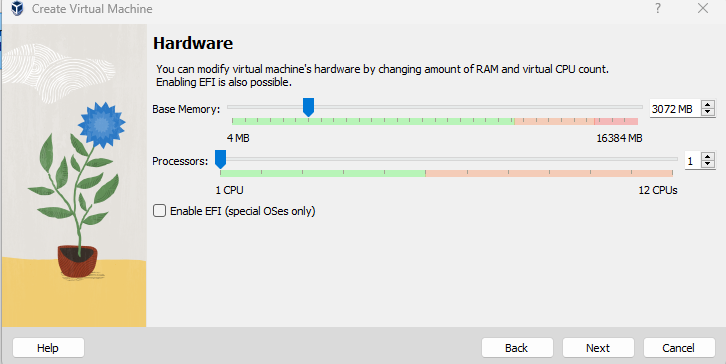 Create Virtual Machine
Hardware
You can modify virtual machine's hardware by changing amount of RAM and virtual CPU count.
Enabling EFI is also possible.
Base Memory:
3072 MB
4 MB
16384 MB
Processors:
1
1 CPU
12 CPUs
Enable EFI (special OSes only)
Help
Back
Next
Cancel